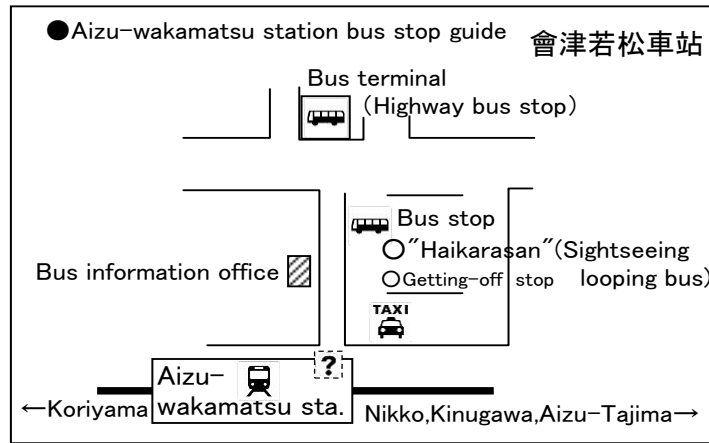 ●Aizu-wakamatsu station bus stop guide 會津若松車站
Bus terminal
(Highway bus stop)
Bus stop
○"Haikarasan"(Sightseeing
looping bus)
○Getting-off stop
Bus information office
TAXI
?
Aizu-
wakamatsu sta.
←Koriyama
Nikko,Kinugawa,Aizu-Tajima→